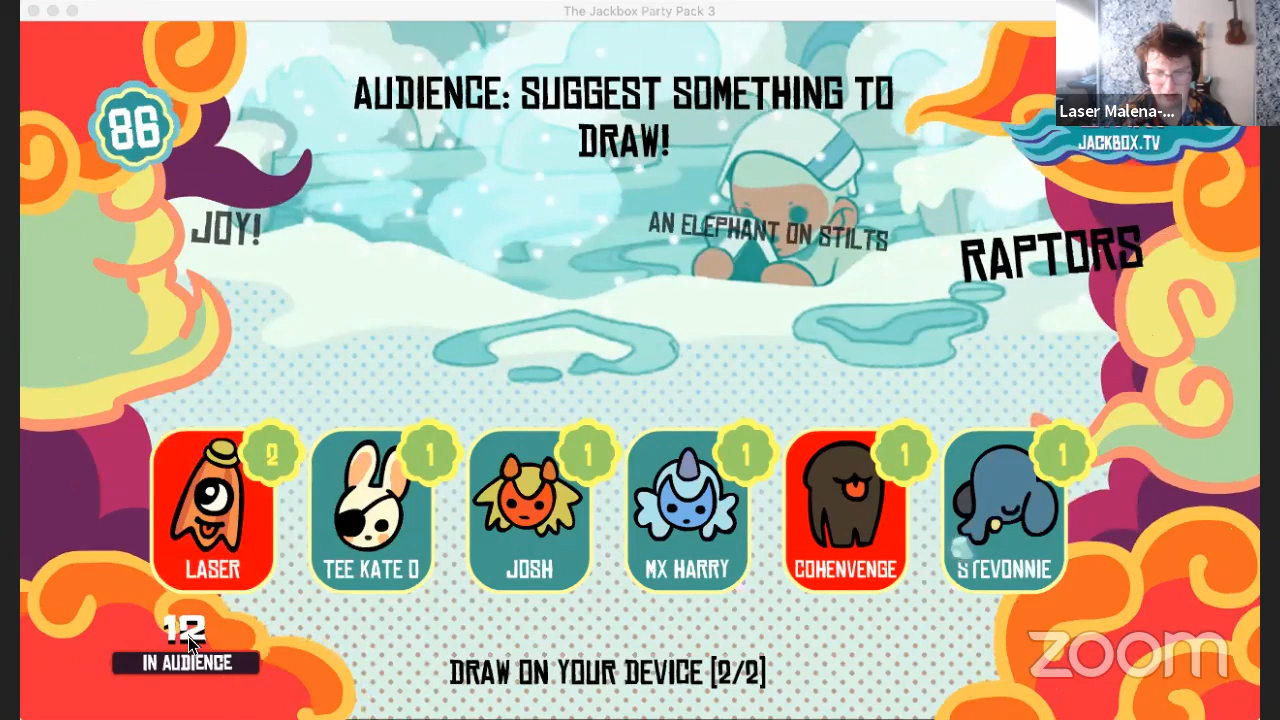 The Jackbox Party Pack 3
AUDIENCE: SUGGEST SOMETHING TO
DRAW!
86
Laser Malena-...
JACKBOX.TV
JOY!
AN ELEPHANT ON STILTS
RAPTORS
2
1
1
1
1
1
LASER
TEE KATE O
JOSH
MX HARRY
COHENVENGE
STEVONNIE
12
IN AUDIENCE
DRAW ON YOUR DEVICE [2/2]
zoom